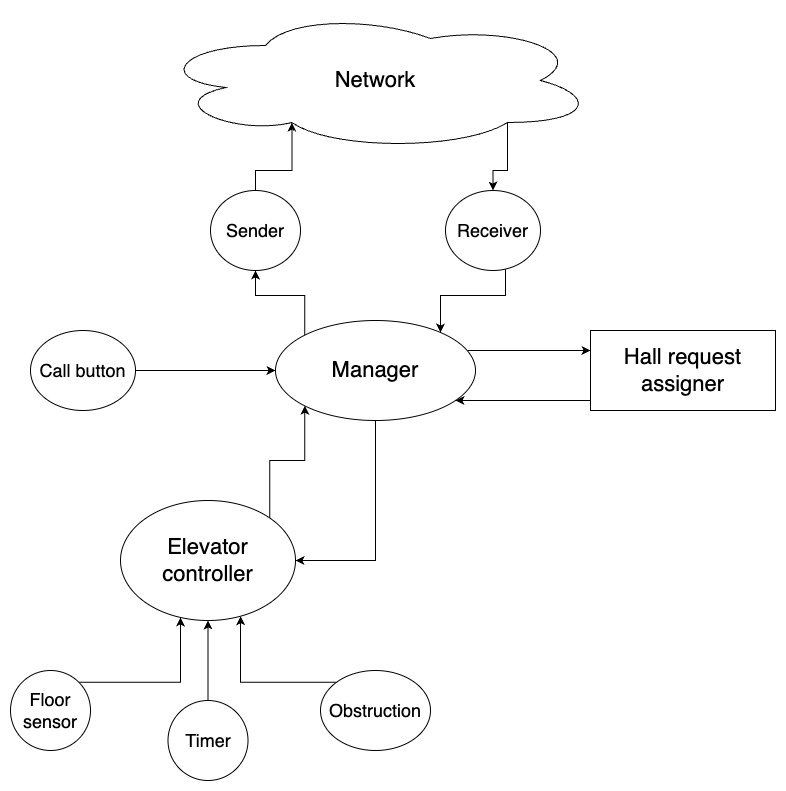 Network
Sender
Receiver
Call button
Manager
Hall request
assigner
Elevator
controller
Floor
sensor
Timer
Obstruction